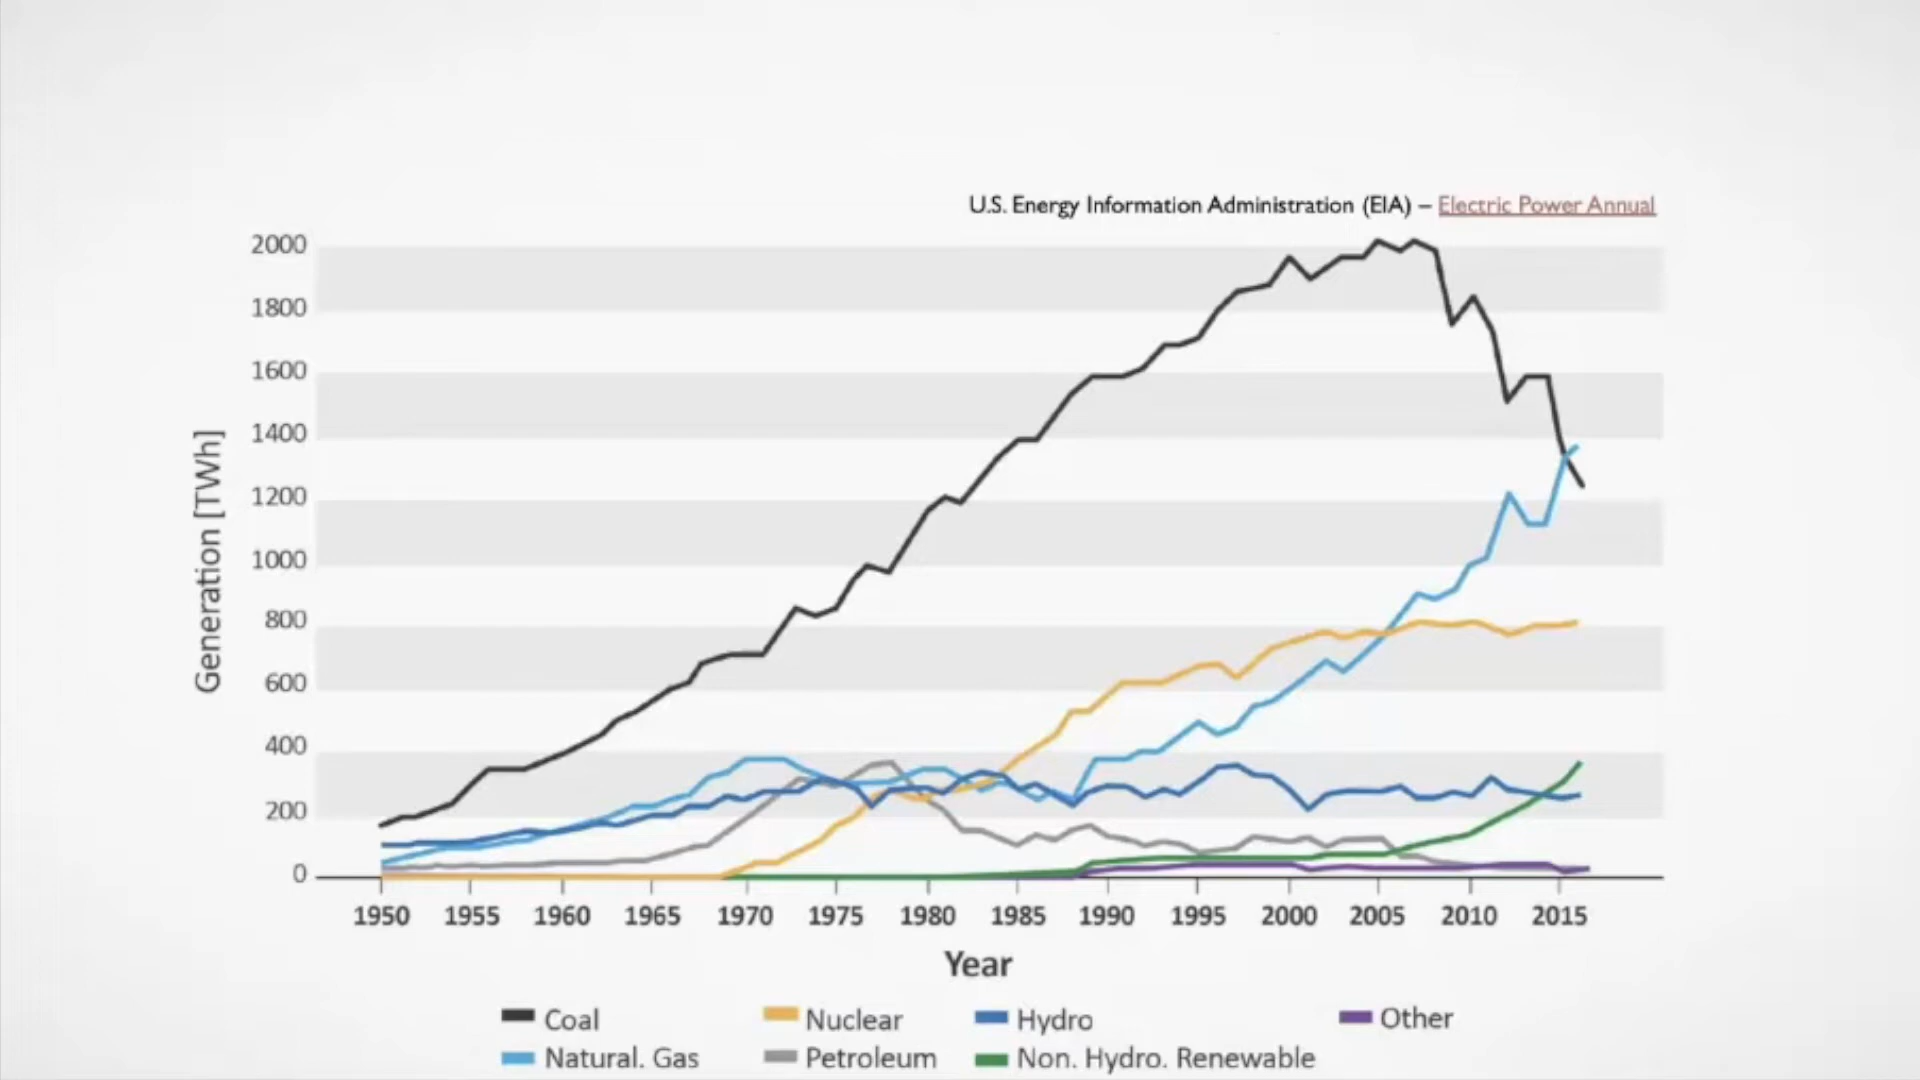 U.S. Energy Information Administration (EIA) – Electric Power Annual
Generation [TWh]
2000
1800
1600
1400
1200
1000
800
600
400
200
0
1950 1955 1960 1965 1970 1975 1980 1985 1990 1995 2000 2005 2010 2015
Year
Coal Nuclear Hydro Other
Natural. Gas Petroleum Non. Hydro. Renewable